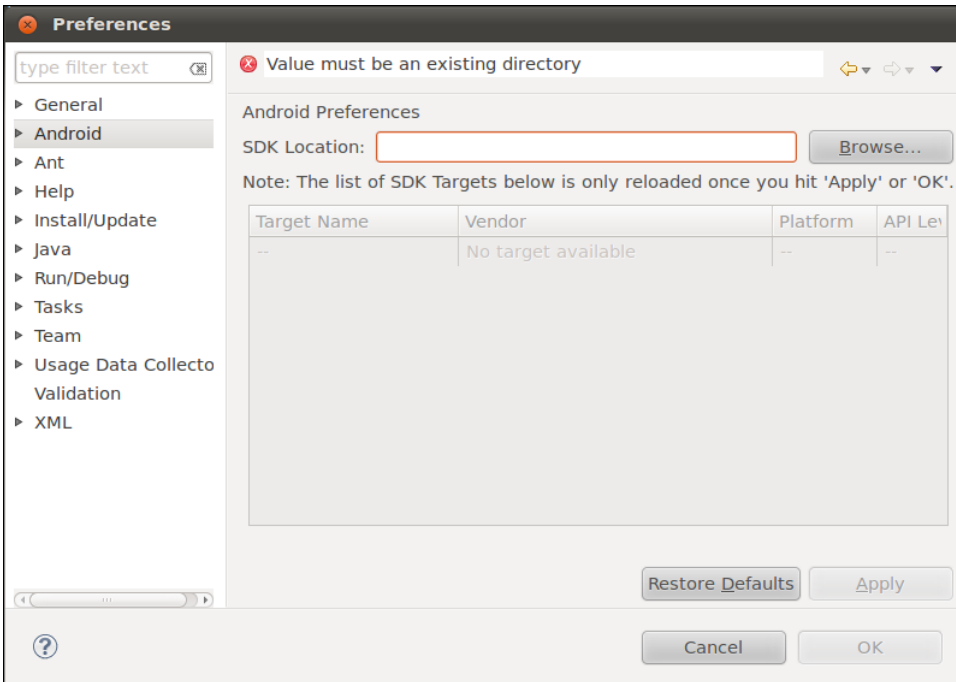 Preferences
type filter text
Value must be an existing directory
General
Android
Ant
Help
Install/Update
Java
Run/Debug
Tasks
Team
Usage Data Collecto
Validation
XML
Android Preferences
SDK Location:
Browse...
Note: The list of SDK Targets below is only reloaded once you hit 'Apply' or 'OK'.
Target Name Vendor Platform API Lev
-- No target available -- --
Restore Defaults Apply
? Cancel OK